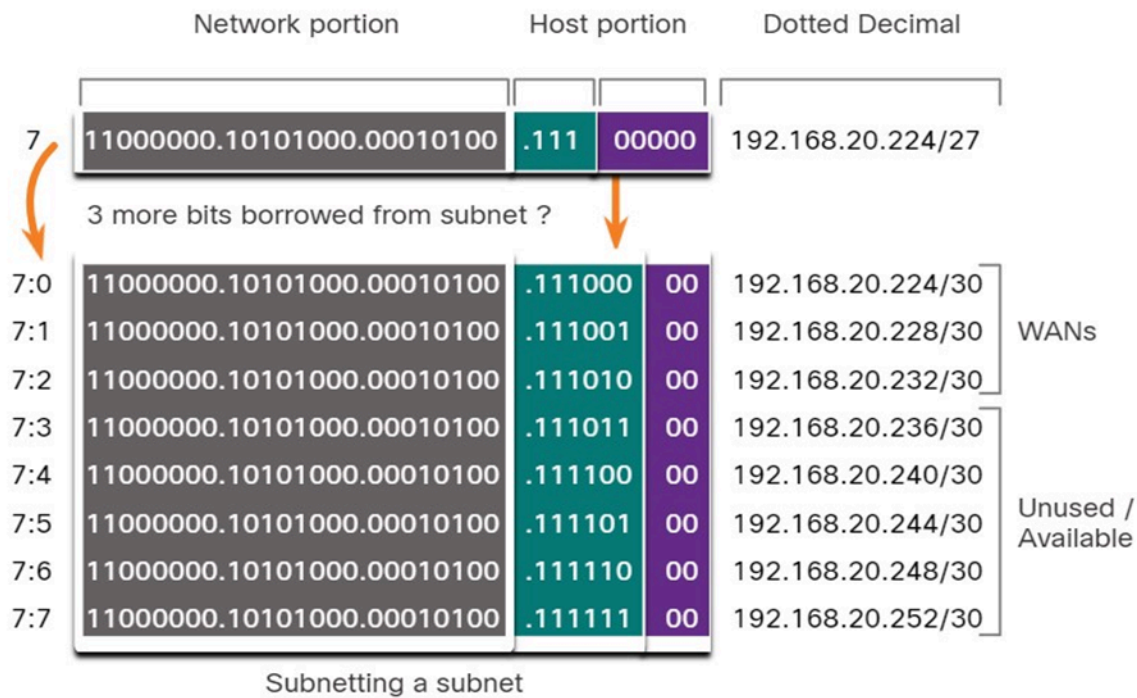 Network portion Host portion Dotted Decimal
7 11000000.10101000.00010100 .111 00000 192.168.20.224/27
3 more bits borrowed from subnet ?
7:0 11000000.10101000.00010100 .111000 00 192.168.20.224/30
7:1 11000000.10101000.00010100 .111001 00 192.168.20.228/30
WANs
7:2 11000000.10101000.00010100 .111010 00 192.168.20.232/30
7:3 11000000.10101000.00010100 .111011 00 192.168.20.236/30
7:4 11000000.10101000.00010100 .111100 00 192.168.20.240/30
7:5 11000000.10101000.00010100 .111101 00 192.168.20.244/30
Unused /
Available
7:6 11000000.10101000.00010100 .111110 00 192.168.20.248/30
7:7 11000000.10101000.00010100 .111111 00 192.168.20.252/30
Subnetting a subnet